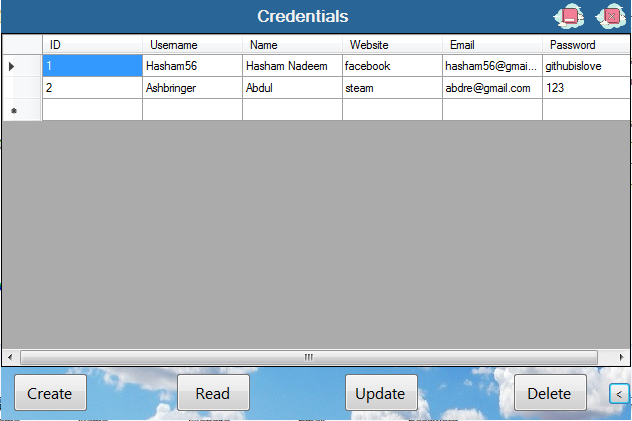 Credentials
ID Username Name Website Email Password
1 Hasham56 Hasham Nadeem facebook hasham56@gmai... githubislove
2 Ashbringer Abdul steam abdre@gmail.com 123
Create Read Update Delete <